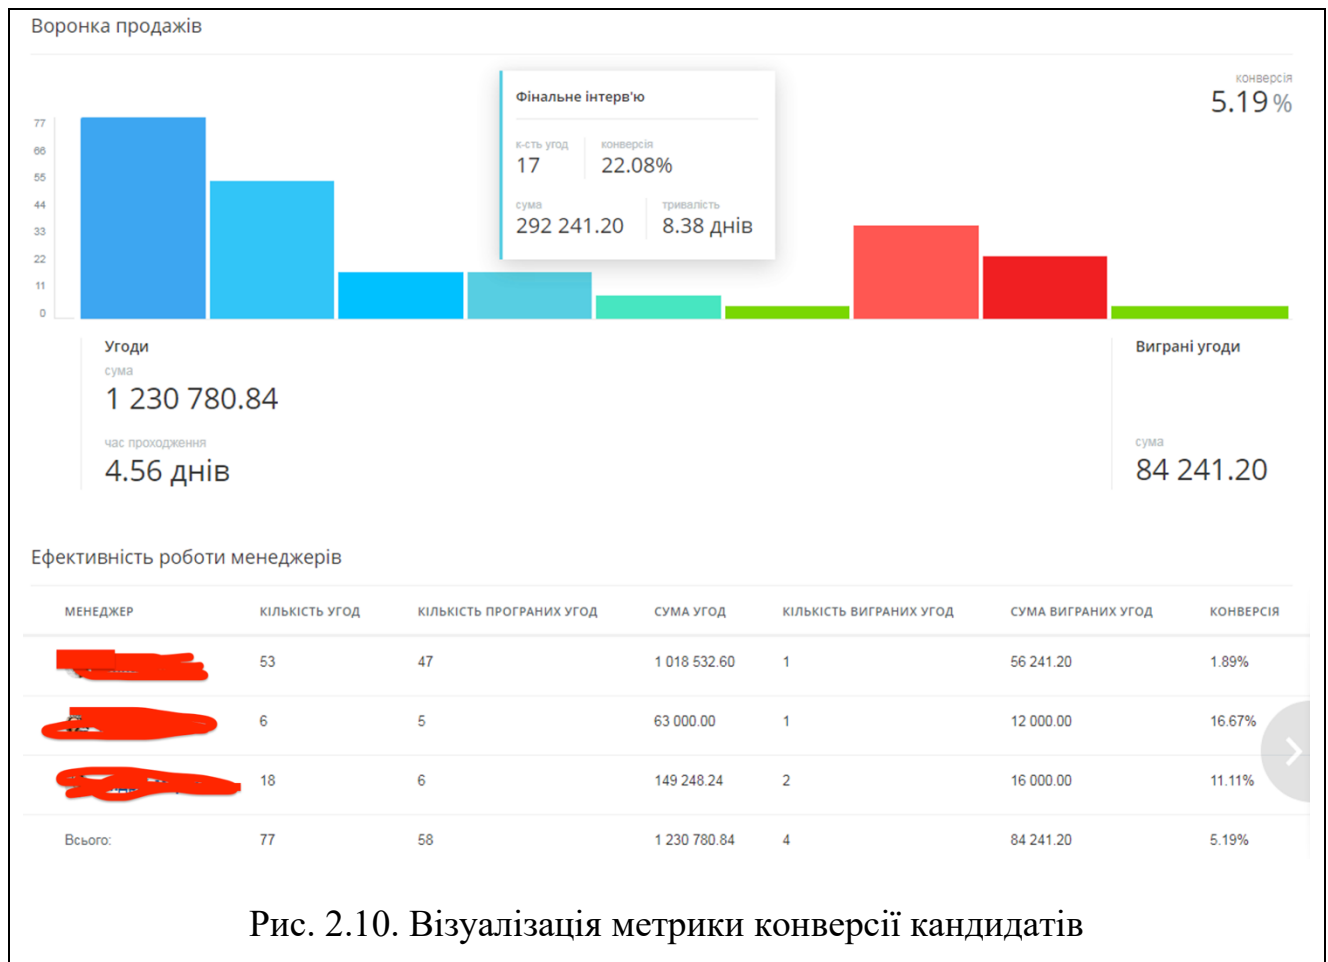 Воронка продажів
конверсія
5.19 %
Фінальне інтерв'ю
к-сть угод конверсія
17 22.08%
сума тривалість
292 241.20 8.38 днів
77
66
55
44
33
22
11
0
Угоди
сума
1 230 780.84
час проходження
4.56 днів
Виграні угоди
сума
84 241.20
Ефективність роботи менеджерів
МЕНЕДЖЕР КІЛЬКІСТЬ УГОД КІЛЬКІСТЬ ПРОГРАНИХ УГОД СУМА УГОД КІЛЬКІСТЬ ВИГРАНИХ УГОД СУМА ВИГРАНИХ УГОД КОНВЕРСІЯ
53 47 1 018 532.60 1 56 241.20 1.89%
6 5 63 000.00 1 12 000.00 16.67%
18 6 149 248.24 2 16 000.00 11.11%
Всього: 77 58 1 230 780.84 4 84 241.20 5.19%
Рис. 2.10. Візуалізація метрики конверсії кандидатів